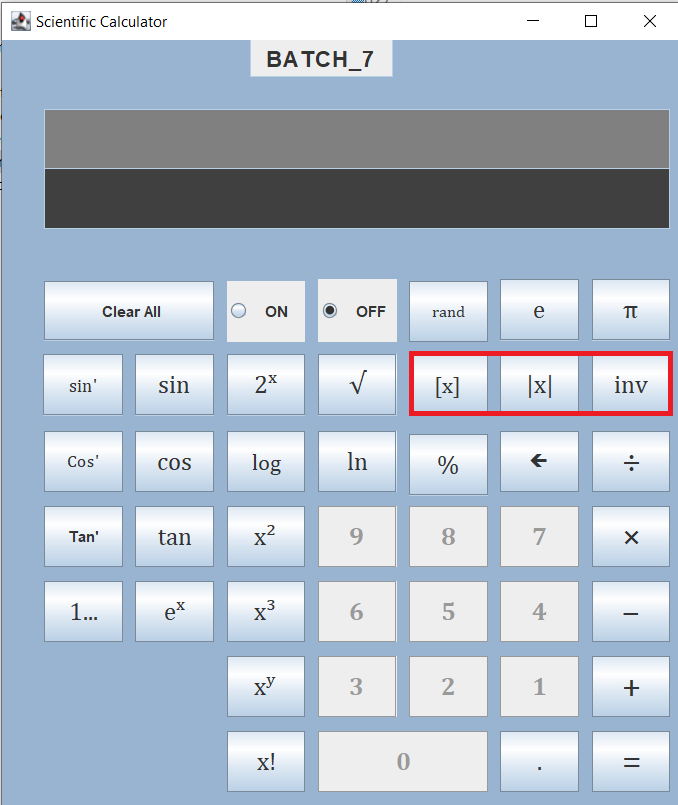 Scientific Calculator
BATCH_7
Clear All ON OFF rand e π
sin' sin 2ˣ √ [x] |x| inv
Cos' cos log ln % 🡰 ÷
Tan' tan x² 9 8 7 ×
1... eˣ x³ 6 5 4 −
xʸ 3 2 1 +
x! 0 . =